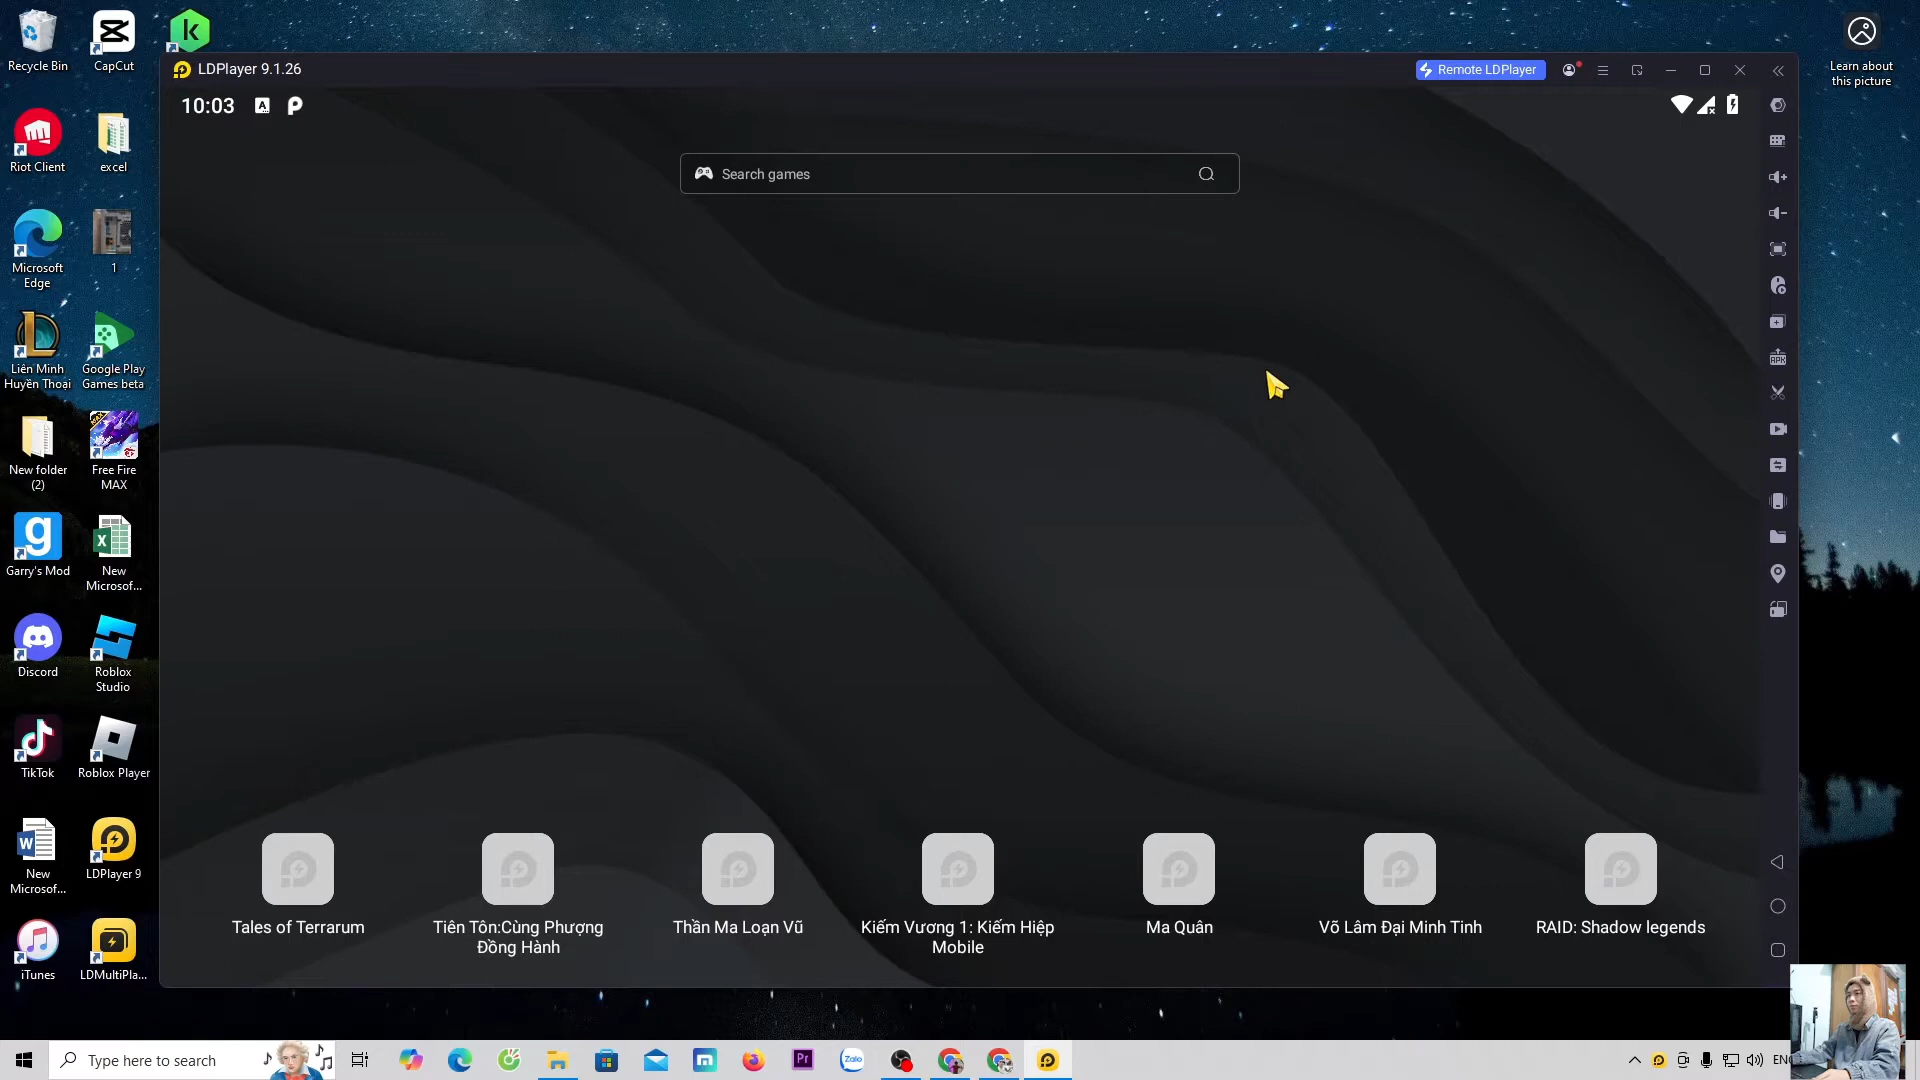 Recycle Bin
CapCut
Learn about
this picture
LDPlayer 9.1.26
Remote LDPlayer
10:03
Search games
Riot Client
excel
Microsoft
Edge
1
Liên Minh
Huyền Thoại
Google Play
Games beta
New folder
(2)
Free Fire
MAX
Garry's Mod
New
Microsof...
Discord
Roblox
Studio
TikTok
Roblox Player
New
Microsof...
LDPlayer 9
iTunes
LDMultiPla...
Tales of Terrarum
Tiên Tôn:Cùng Phượng
Đồng Hành
Thần Ma Loạn Vũ
Kiếm Vương 1: Kiếm Hiệp
Mobile
Ma Quân
Võ Lâm Đại Minh Tinh
RAID: Shadow legends
Type here to search
Pr
Zalo